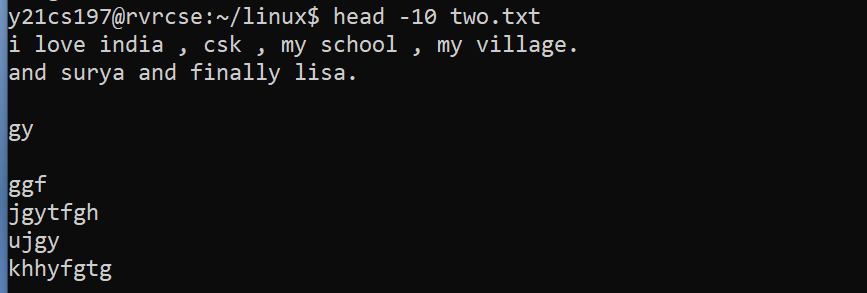 y21cs197@rvrcse:~/linux$ head -10 two.txt
i love india , csk , my school , my village.
and surya and finally lisa.

gy

ggf
jgytfgh
ujgy
khhyfgtg